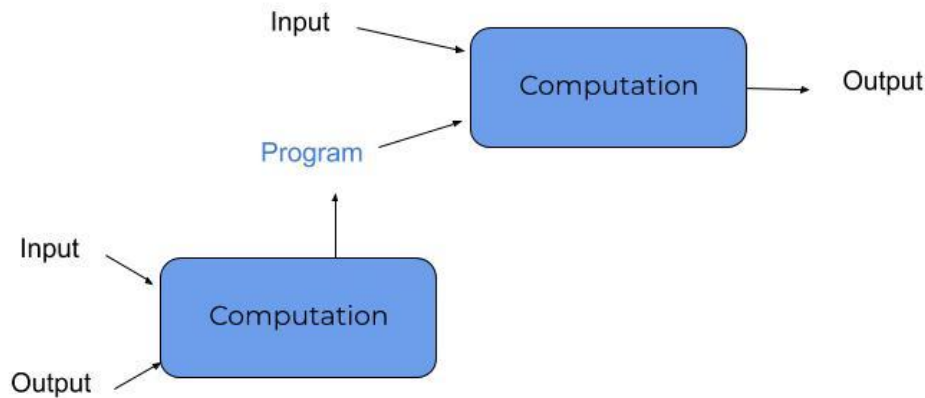 Input
Computation
Output
Program
Input
Computation
Output